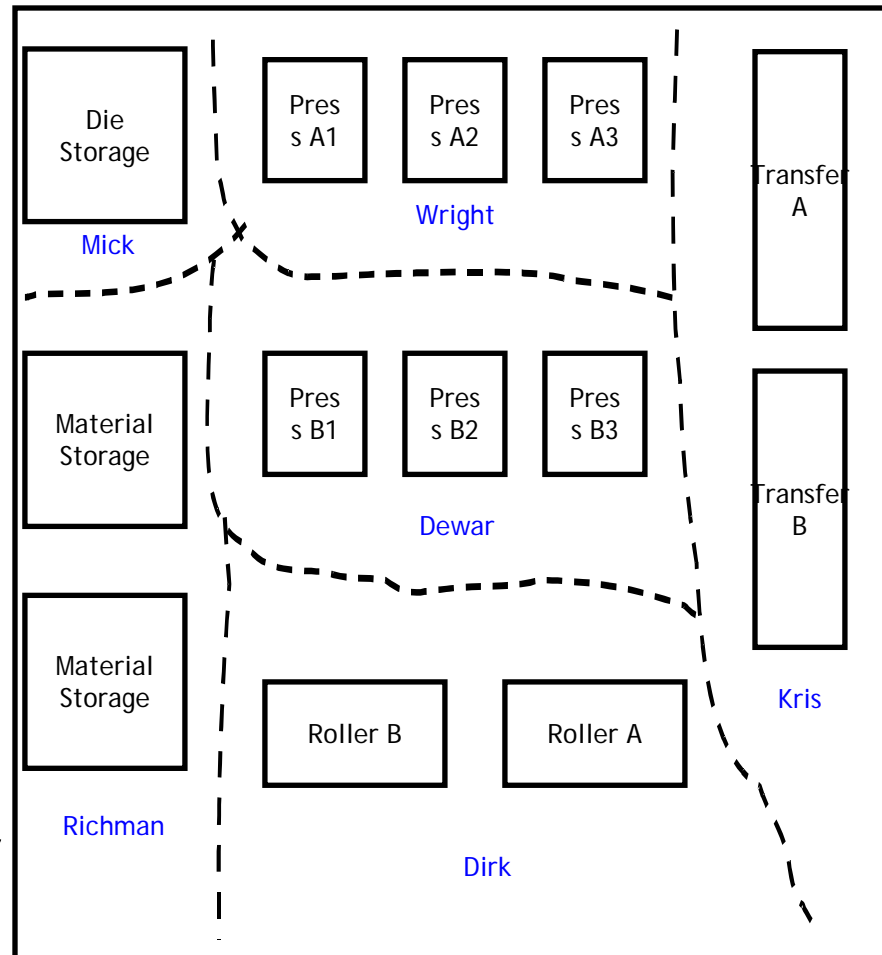 Die
Storage
Mick
Pres
s A1
Pres
s A2
Pres
s A3
Wright
Transfer
A
Material
Storage
Pres
s B1
Pres
s B2
Pres
s B3
Dewar
Transfer
B
Material
Storage
Richman
Roller B
Roller A
Dirk
Kris